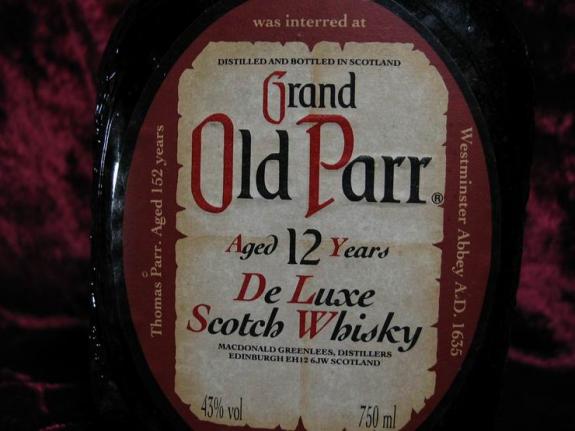 Thomas Parr. Aged 152 years
was interred at
Westminster Abbey A.D. 1635
©
DISTILLED AND BOTTLED IN SCOTLAND
Grand
Old Parr®
Aged 12 Years
De Luxe
Scotch Whisky
MACDONALD GREENLEES, DISTILLERS
EDINBURGH EH12 6JW SCOTLAND
43% vol
750 ml